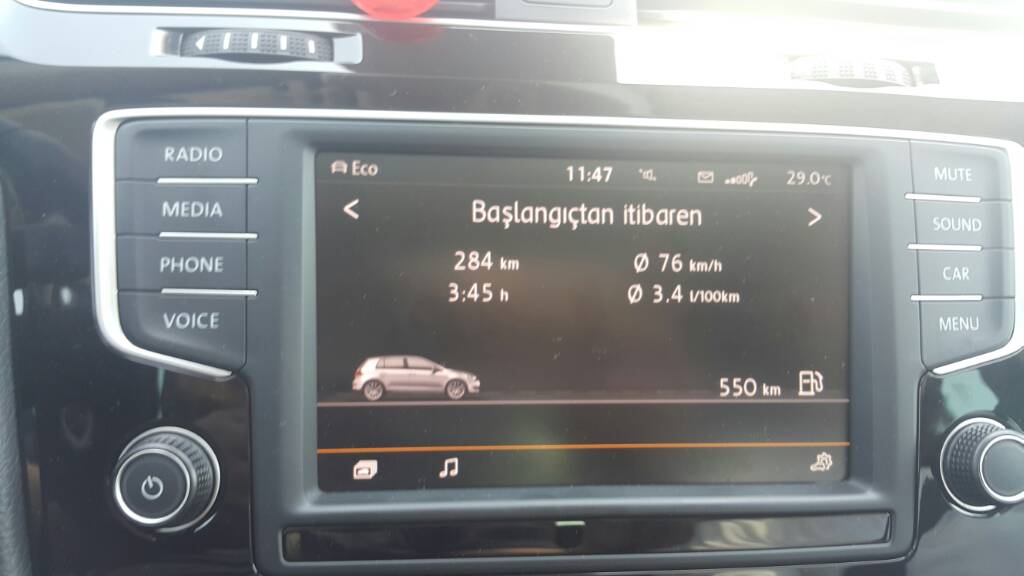 RADIO
MEDIA
PHONE
VOICE
Eco 11:47 29.0°C
Başlangıçtan itibaren
284 km Ø 76 km/h
3:45 h Ø 3.4 l/100km
550 km
MUTE
SOUND
CAR
MENU